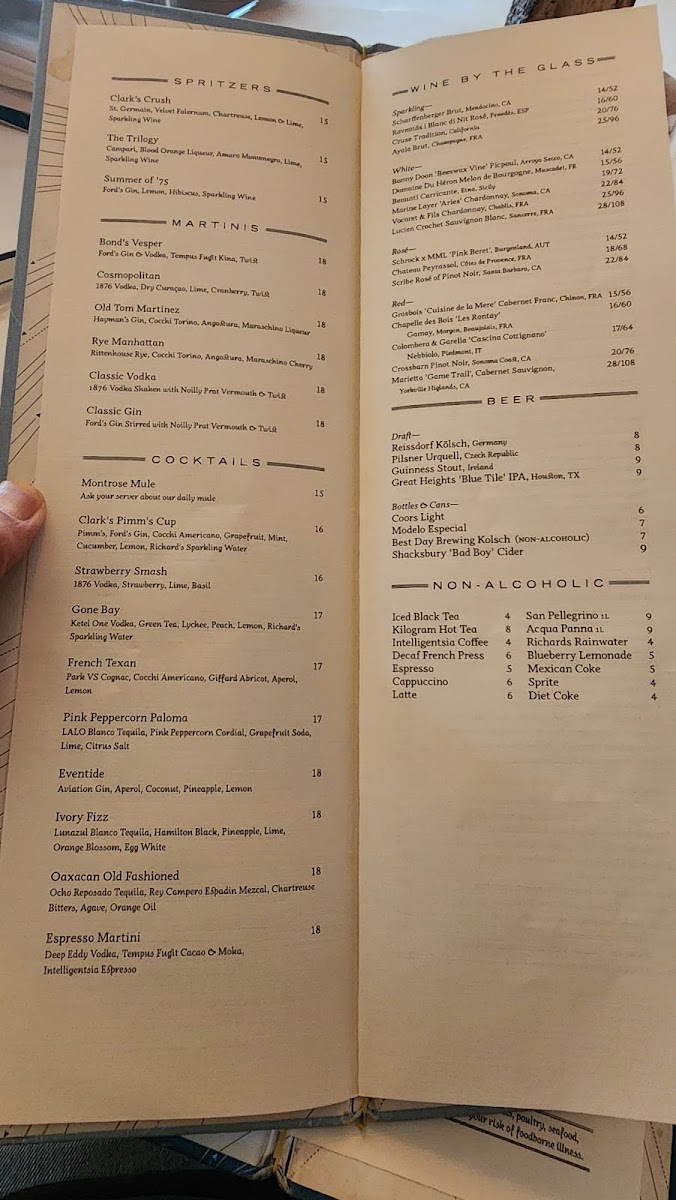 SPRITZERS
Clark's Crush
St. Germain, Velvet Falernum, Chartreuse, Lemon & Lime,
Sparkling Wine 15
The Trilogy
Campari, Blood Orange Liqueur, Amaro Montenegro, Lime,
Sparkling Wine 15
Summer of '75
Ford's Gin, Lemon, Hibiscus, Sparkling Wine 15
MARTINIS
Bond's Vesper
Ford's Gin & Vodka, Tempus Fugit Kina, Twist 18
Cosmopolitan
1876 Vodka, Dry Curaçao, Lime, Cranberry, Twist 18
Old Tom Martinez
Hayman's Gin, Cocchi Torino, Angostura, Maraschino Liqueur 18
Rye Manhattan
Rittenhouse Rye, Cocchi Torino, Angostura, Maraschino Cherry 18
Classic Vodka
1876 Vodka Shaken with Noilly Prat Vermouth & Twist 18
Classic Gin
Ford's Gin Stirred with Noilly Prat Vermouth & Twist 18
COCKTAILS
Montrose Mule 15
Ask your server about our daily mule
Clark's Pimm's Cup 16
Pimm's, Ford's Gin, Cocchi Americano, Grapefruit, Mint,
Cucumber, Lemon, Richard's Sparkling Water
Strawberry Smash 16
1876 Vodka, Strawberry, Lime, Basil
Gone Bay 17
Ketel One Vodka, Green Tea, Lychee, Peach, Lemon, Richard's
Sparkling Water
French Texan 17
Park VS Cognac, Cocchi Americano, Giffard Abricot, Aperol,
Lemon
Pink Peppercorn Paloma 17
LALO Blanco Tequila, Pink Peppercorn Cordial, Grapefruit Soda,
Lime, Citrus Salt
Eventide 18
Aviation Gin, Aperol, Coconut, Pineapple, Lemon
Ivory Fizz 18
Lunazul Blanco Tequila, Hamilton Black, Pineapple, Lime,
Orange Blossom, Egg White
Oaxacan Old Fashioned 18
Ocho Reposado Tequila, Rey Campero Espadin Mezcal, Chartreuse
Bitters, Agave, Orange Oil
Espresso Martini 18
Deep Eddy Vodka, Tempus Fugit Cacao & Moka,
Intelligentsia Espresso
WINE BY THE GLASS
Sparkling—
Scharffenberger Brut, Mendocino, CA 14/52
Raventós i Blanc di Nit Rosé, Penedès, ESP 16/60
Cruse Tradition, California 20/76
Ayala Brut, Champagne, FRA 25/96
White—
Bonny Doon 'Beeswax Vine' Picpoul, Arroyo Secco, CA 14/52
Domaine Du Héron Melon de Bourgogne, Muscadet, FR 15/56
Benanti Carricante, Etna, Sicily 19/72
Marine Layer 'Aries' Chardonnay, Sonoma, CA 22/84
Vocoret & Fils Chardonnay, Chablis, FRA 25/96
Lucien Crochet Sauvignon Blanc, Sancerre, FRA 28/108
Rosé—
Schrock x MML 'Pink Beret', Burgenland, AUT 14/52
Chateau Peyrassol, Côtes de Provence, FRA 18/68
Scribe Rosé of Pinot Noir, Santa Barbara, CA 22/84
Red—
Grosbois 'Cuisine de la Mere' Cabernet Franc, Chinon, FRA 15/56
Chapelle des Bois 'Les Rontay' 16/60
Gamay, Morgon, Beaujolais, FRA
Colombera & Garella 'Cascina Cottignano' 17/64
Nebbiolo, Piedmont, IT
Crossbarn Pinot Noir, Sonoma Coast, CA 20/76
Marietta 'Game Trail', Cabernet Sauvignon, 28/108
Yorkville Higlands, CA
BEER
Draft—
Reissdorf Kölsch, Germany 8
Pilsner Urquell, Czech Republic 8
Guinness Stout, Ireland 9
Great Heights 'Blue Tile' IPA, Houston, TX 9
Bottles & Cans—
Coors Light 6
Modelo Especial 7
Best Day Brewing Kolsch (NON-ALCOHOLIC) 7
Shacksbury 'Bad Boy' Cider 9
NON-ALCOHOLIC
Iced Black Tea 4
Kilogram Hot Tea 8
Intelligentsia Coffee 4
Decaf French Press 6
Espresso 5
Cappuccino 6
Latte 6
San Pellegrino 1L 9
Acqua Panna 1L 9
Richards Rainwater 4
Blueberry Lemonade 5
Mexican Coke 5
Sprite 4
Diet Coke 4
poultry, seafood,
your risk of foodborne illness.